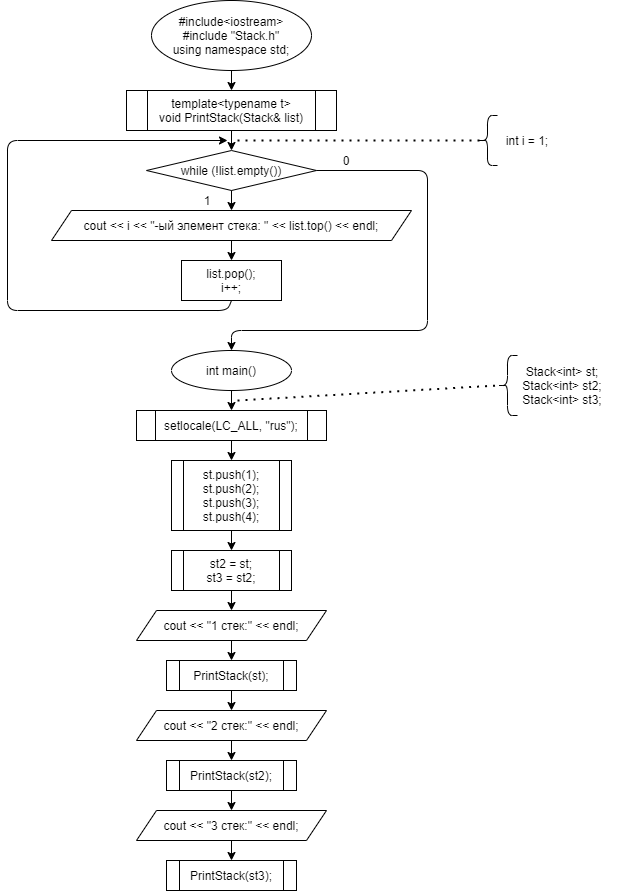 #include<iostream>
#include "Stack.h"
using namespace std;
template<typename t>
void PrintStack(Stack& list)
int i = 1;
while (!list.empty())
0
1
cout << i << "-ый элемент стека: " << list.top() << endl;
list.pop();
i++;
int main()
Stack<int> st;
Stack<int> st2;
Stack<int> st3;
setlocale(LC_ALL, "rus");
st.push(1);
st.push(2);
st.push(3);
st.push(4);
st2 = st;
st3 = st2;
cout << "1 стек:" << endl;
PrintStack(st);
cout << "2 стек:" << endl;
PrintStack(st2);
cout << "3 стек:" << endl;
PrintStack(st3);